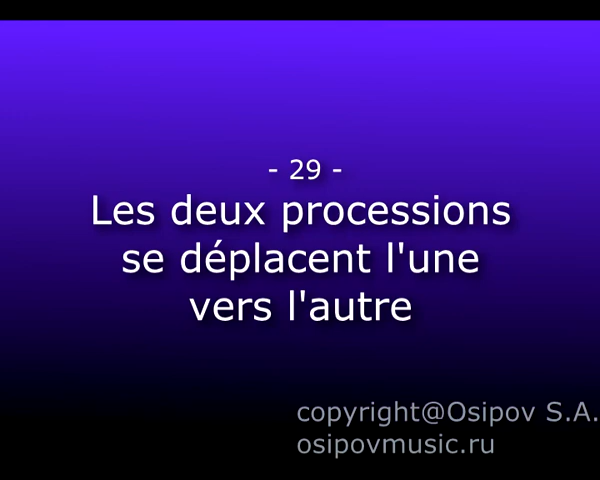 - 29 -
Les deux processions
se déplacent l'une
vers l'autre
copyright@Osipov S.A.
osipovmusic.ru